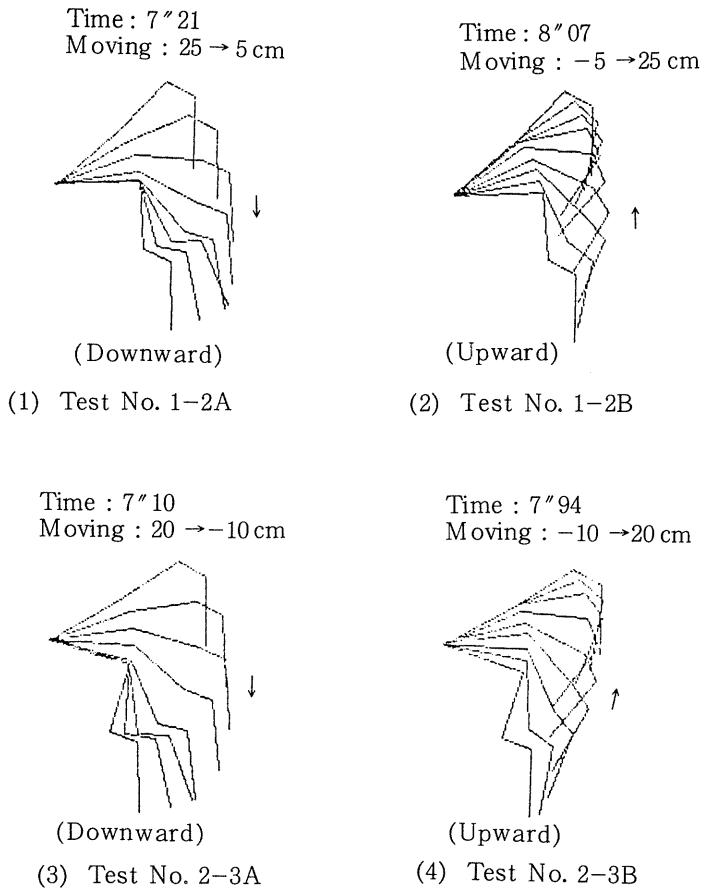 Time : 7″21
Moving : 25 → 5 cm
(Downward)
(1) Test No. 1−2A
Time : 8″07
Moving : −5 →25 cm
(Upward)
(2) Test No. 1−2B
Time : 7″10
Moving : 20 →−10 cm
(Downward)
(3) Test No. 2−3A
Time : 7″94
Moving : −10 →20 cm
(Upward)
(4) Test No. 2−3B